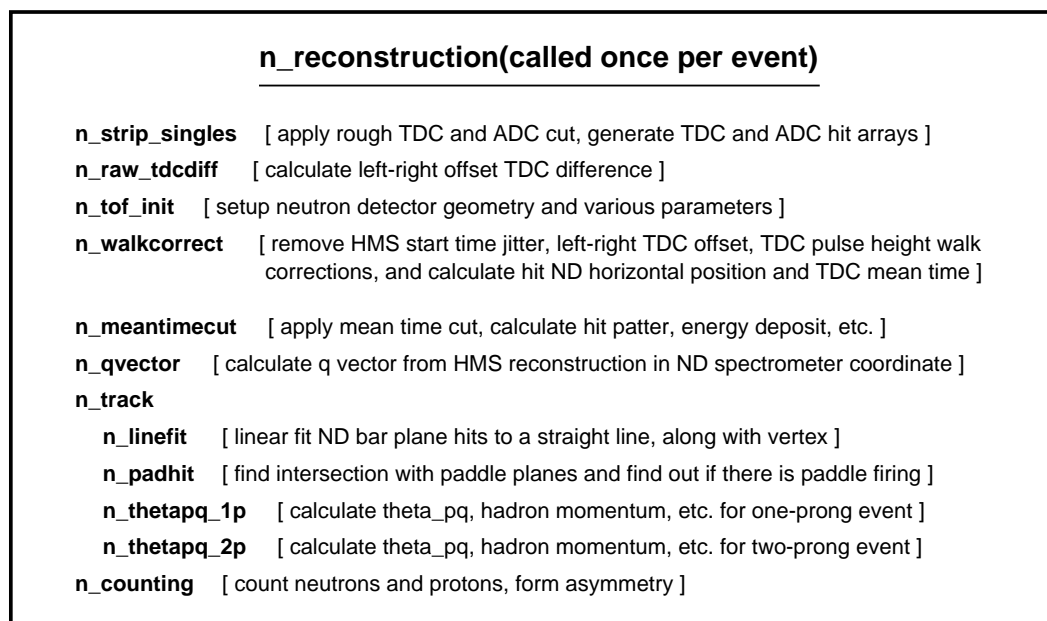 n_reconstruction(called once per event)
n_strip_singles [ apply rough TDC and ADC cut, generate TDC and ADC hit arrays ]
n_raw_tdcdiff [ calculate left-right offset TDC difference ]
n_tof_init [ setup neutron detector geometry and various parameters ]
n_walkcorrect [ remove HMS start time jitter, left-right TDC offset, TDC pulse height walk
corrections, and calculate hit ND horizontal position and TDC mean time ]
n_meantimecut [ apply mean time cut, calculate hit patter, energy deposit, etc. ]
n_qvector [ calculate q vector from HMS reconstruction in ND spectrometer coordinate ]
n_track
n_linefit [ linear fit ND bar plane hits to a straight line, along with vertex ]
n_padhit [ find intersection with paddle planes and find out if there is paddle firing ]
n_thetapq_1p [ calculate theta_pq, hadron momentum, etc. for one-prong event ]
n_thetapq_2p [ calculate theta_pq, hadron momentum, etc. for two-prong event ]
n_counting [ count neutrons and protons, form asymmetry ]